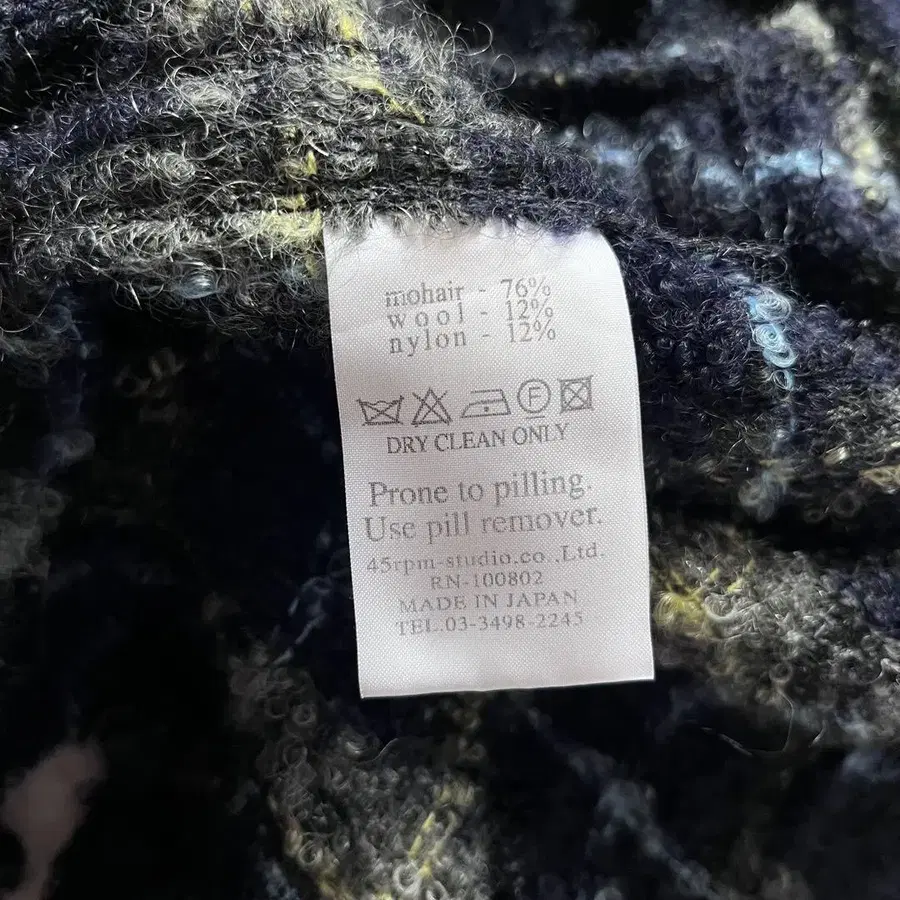 mohair - 76%
wool - 12%
nylon - 12%
F
DRY CLEAN ONLY
Prone to pilling.
Use pill remover.
45rpm-studio.co.,Ltd.
RN-100802
MADE IN JAPAN
TEL.03-3498-2245